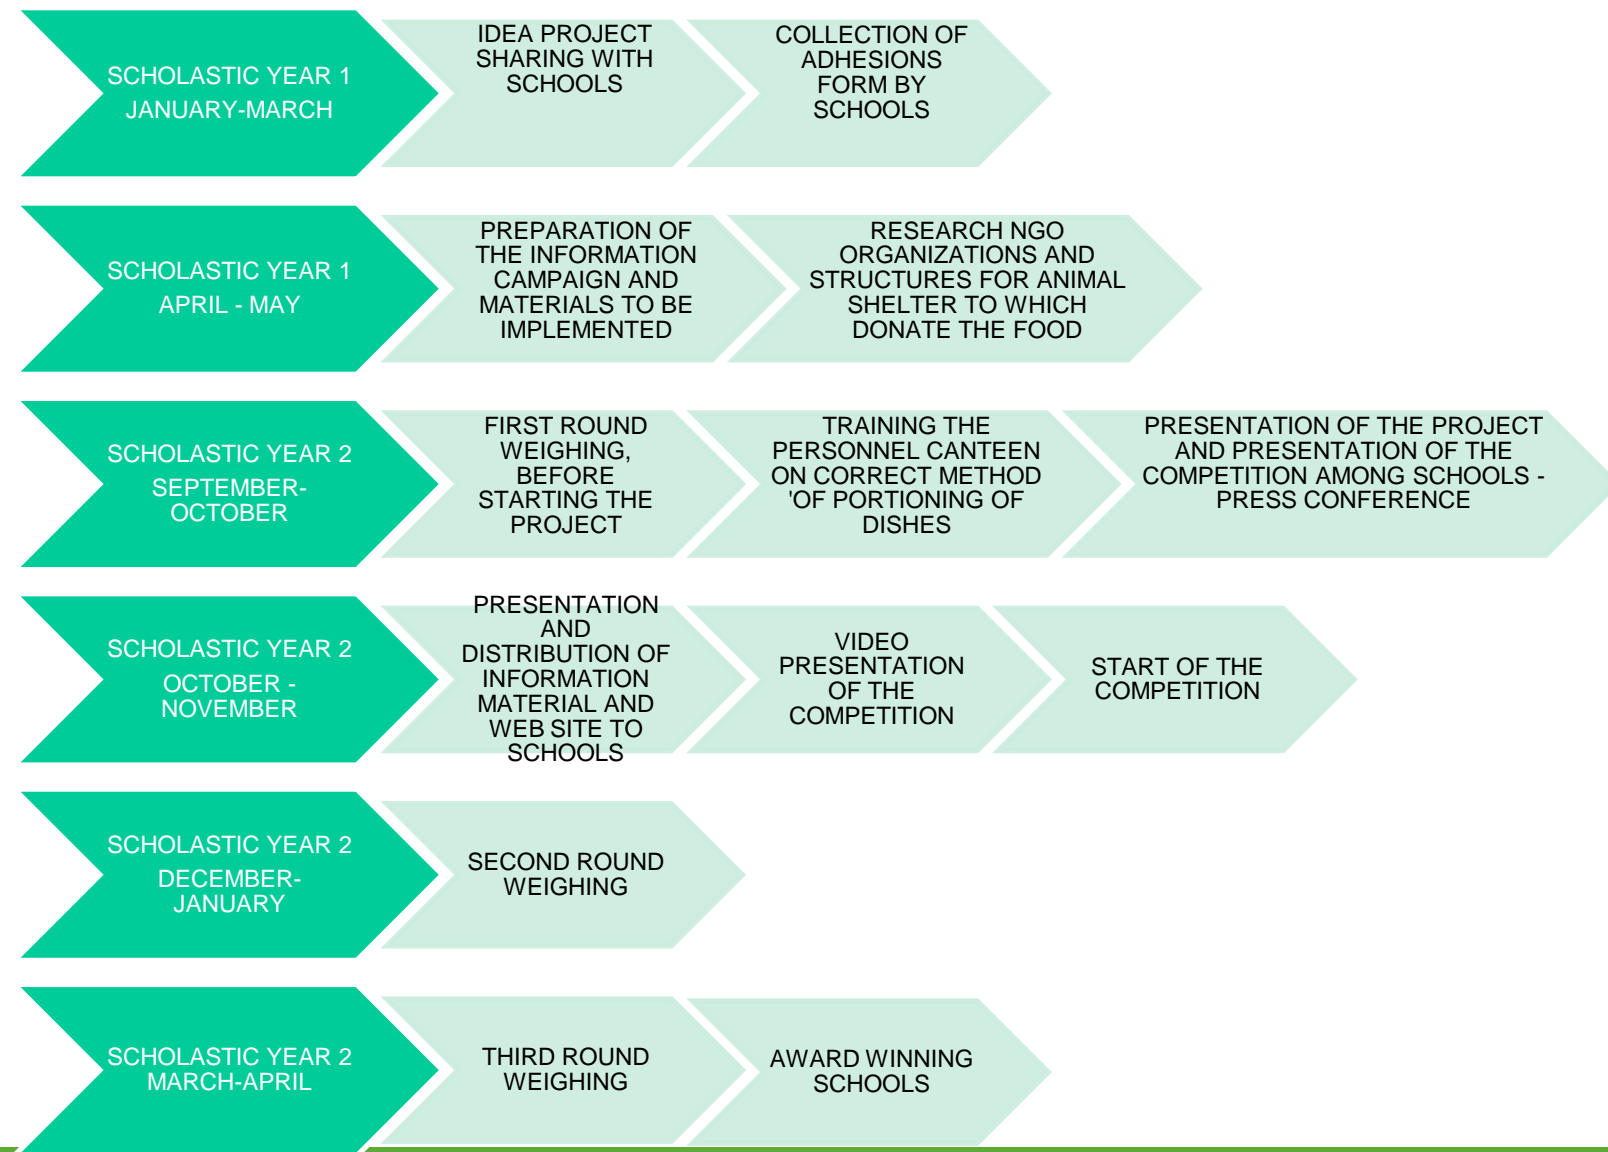 SCHOLASTIC YEAR 1
JANUARY-MARCH
IDEA PROJECT
SHARING WITH
SCHOOLS
COLLECTION OF
ADHESIONS
FORM BY
SCHOOLS
SCHOLASTIC YEAR 1
APRIL - MAY
PREPARATION OF
THE INFORMATION
CAMPAIGN AND
MATERIALS TO BE
IMPLEMENTED
RESEARCH NGO
ORGANIZATIONS AND
STRUCTURES FOR ANIMAL
SHELTER TO WHICH
DONATE THE FOOD
SCHOLASTIC YEAR 2
SEPTEMBER-
OCTOBER
FIRST ROUND
WEIGHING,
BEFORE
STARTING THE
PROJECT
TRAINING THE
PERSONNEL CANTEEN
ON CORRECT METHOD
'OF PORTIONING OF
DISHES
PRESENTATION OF THE PROJECT
AND PRESENTATION OF THE
COMPETITION AMONG SCHOOLS -
PRESS CONFERENCE
SCHOLASTIC YEAR 2
OCTOBER -
NOVEMBER
PRESENTATION
AND
DISTRIBUTION OF
INFORMATION
MATERIAL AND
WEB SITE TO
SCHOOLS
VIDEO
PRESENTATION
OF THE
COMPETITION
START OF THE
COMPETITION
SCHOLASTIC YEAR 2
DECEMBER-
JANUARY
SECOND ROUND
WEIGHING
SCHOLASTIC YEAR 2
MARCH-APRIL
THIRD ROUND
WEIGHING
AWARD WINNING
SCHOOLS